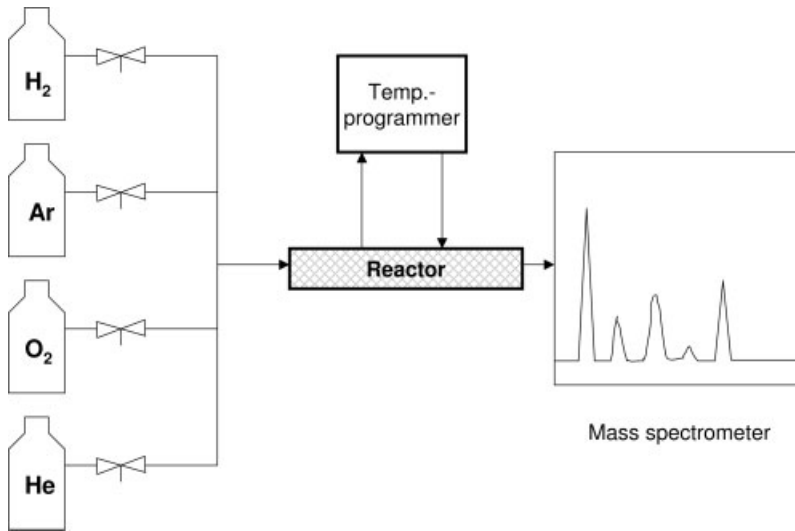 H₂
Ar
O₂
He
Temp.-
programmer
Reactor
Mass spectrometer